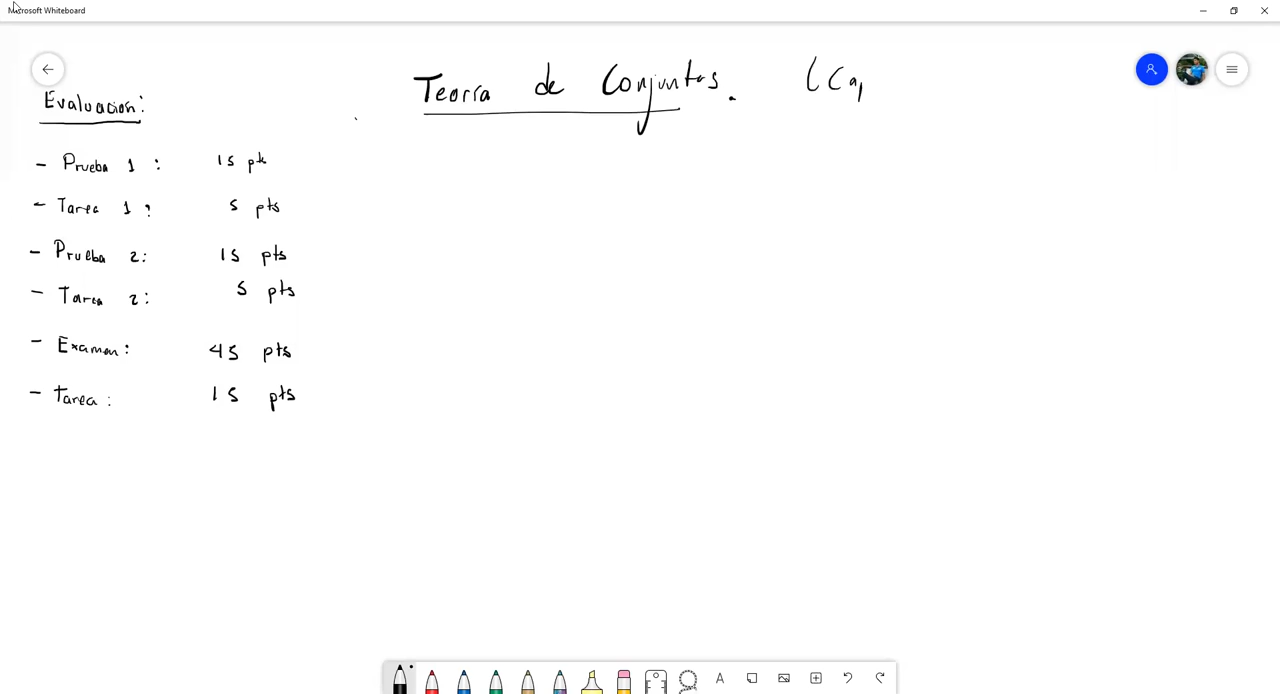 Microsoft Whiteboard
Teoría de Conjuntos.
Evaluación:
- Prueba 1: 15 pts
- Tarea 1: 5 pts
- Prueba 2: 15 pts
- Tarea 2: 5 pts
- Examen: 45 pts
- Tarea: 15 pts